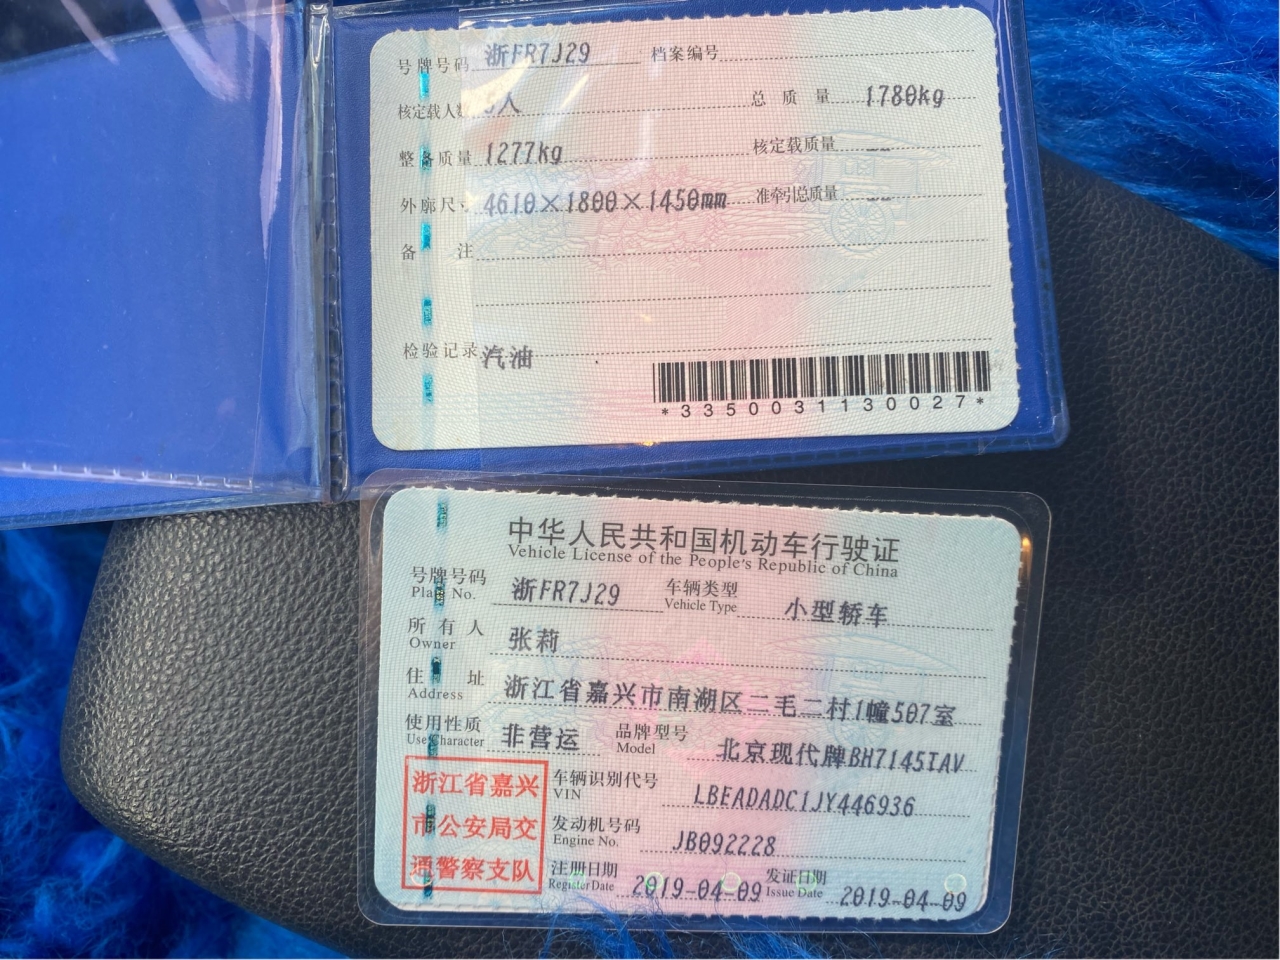 号牌号码 浙FR7J29 档案编号
核定载人数 5人 总质量 1780kg
整备质量 1277kg 核定载质量 --
外廓尺寸 4610×1800×1450mm 准牵引总质量 --
备注
检验记录 汽油
*3350031130027*
中华人民共和国机动车行驶证
Vehicle License of the People's Republic of China
号牌号码 浙FR7J29 车辆类型 小型轿车
Plate No. Vehicle Type
所有人 张莉
Owner
住址 浙江省嘉兴市南湖区二毛二村1幢507室
Address
使用性质 非营运 品牌型号 北京现代牌BH7145TAV
Use Character Model
浙江省嘉兴
市公安局交
通警察支队
车辆识别代号 LBEADADC1JY446936
VIN
发动机号码 JB092228
Engine No.
注册日期 2019-04-09 发证日期 2019-04-09
Register Date Issue Date